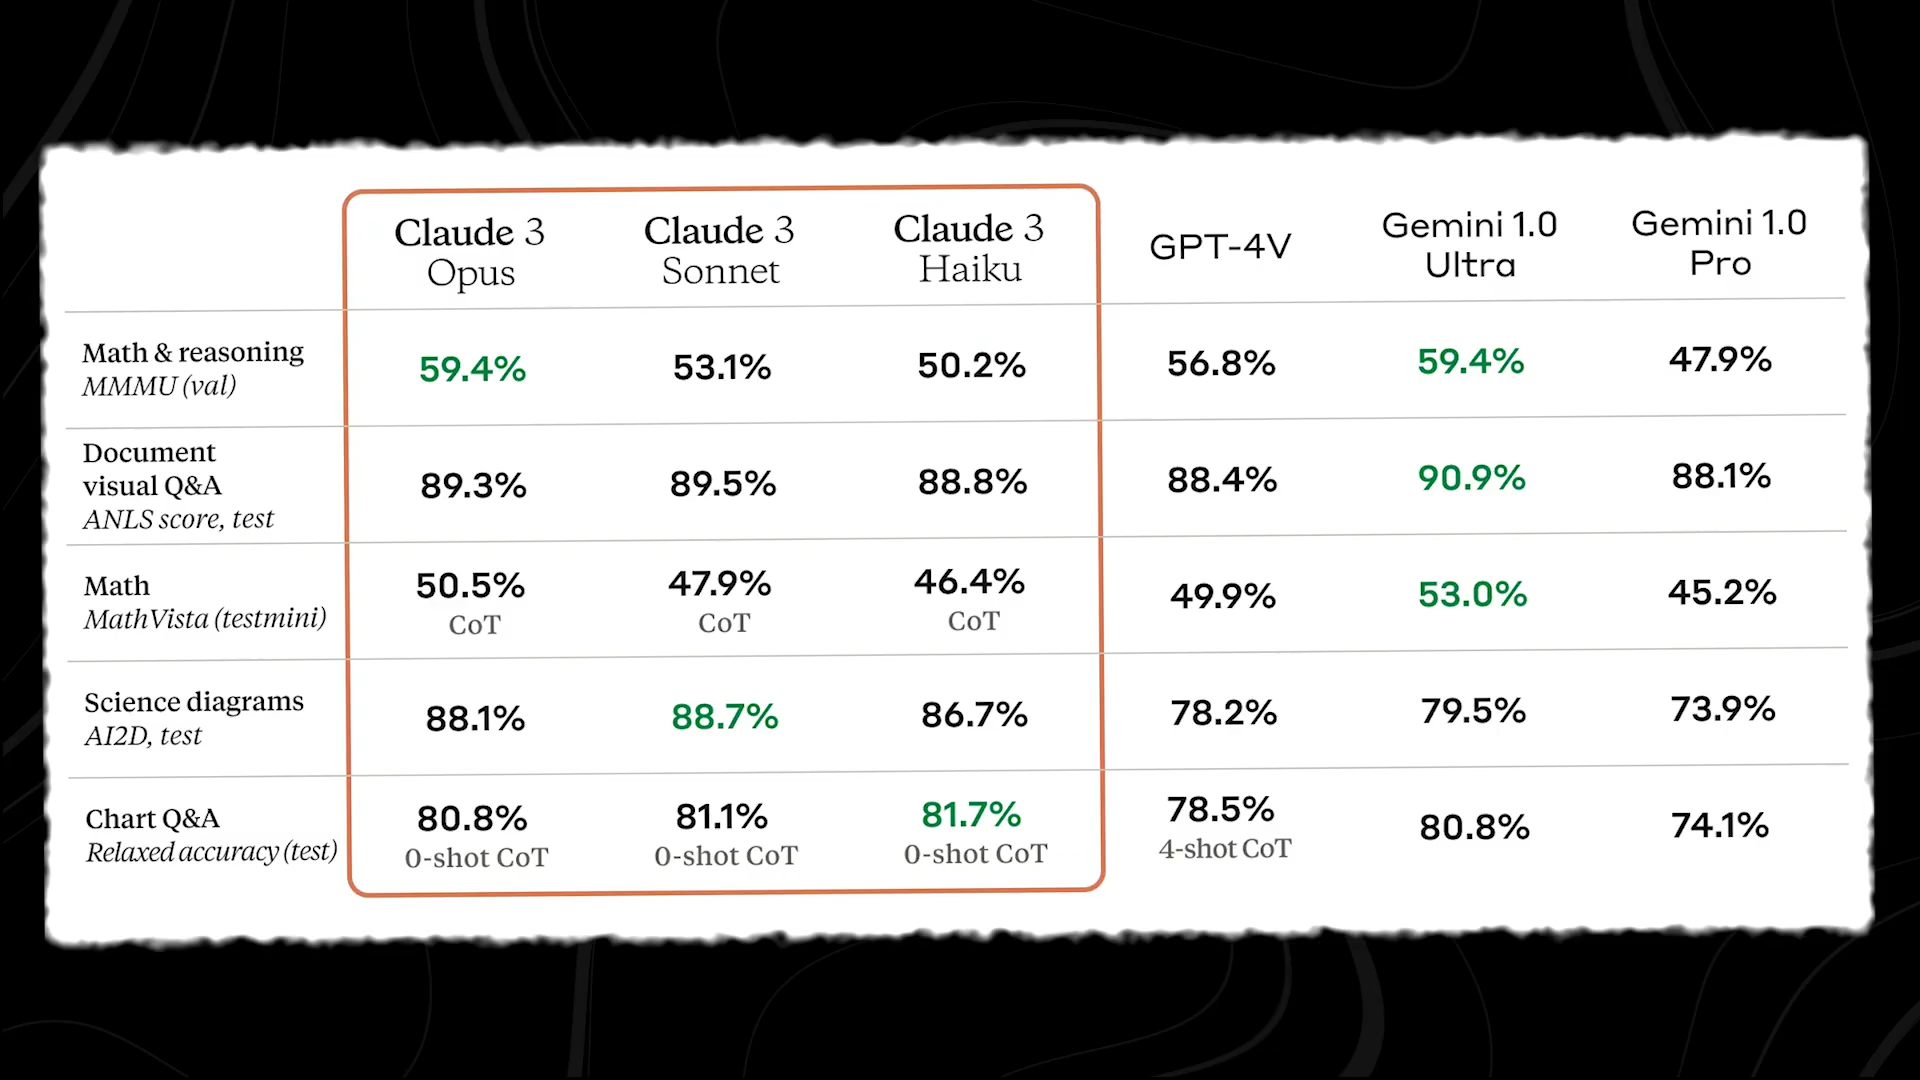 Claude 3 Opus
Claude 3 Sonnet
Claude 3 Haiku
GPT-4V
Gemini 1.0 Ultra
Gemini 1.0 Pro
Math & reasoning
MMMU (val)
59.4%
53.1%
50.2%
56.8%
59.4%
47.9%
Document
visual Q&A
ANLS score, test
89.3%
89.5%
88.8%
88.4%
90.9%
88.1%
Math
MathVista (testmini)
50.5%
CoT
47.9%
CoT
46.4%
CoT
49.9%
53.0%
45.2%
Science diagrams
AI2D, test
88.1%
88.7%
86.7%
78.2%
79.5%
73.9%
Chart Q&A
Relaxed accuracy (test)
80.8%
0-shot CoT
81.1%
0-shot CoT
81.7%
0-shot CoT
78.5%
4-shot CoT
80.8%
74.1%